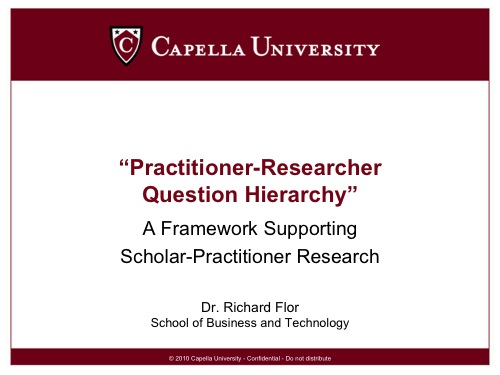 C CAPELLA UNIVERSITY
“Practitioner-Researcher
Question Hierarchy”
A Framework Supporting
Scholar-Practitioner Research
Dr. Richard Flor
School of Business and Technology
© 2010 Capella University - Confidential - Do not distribute